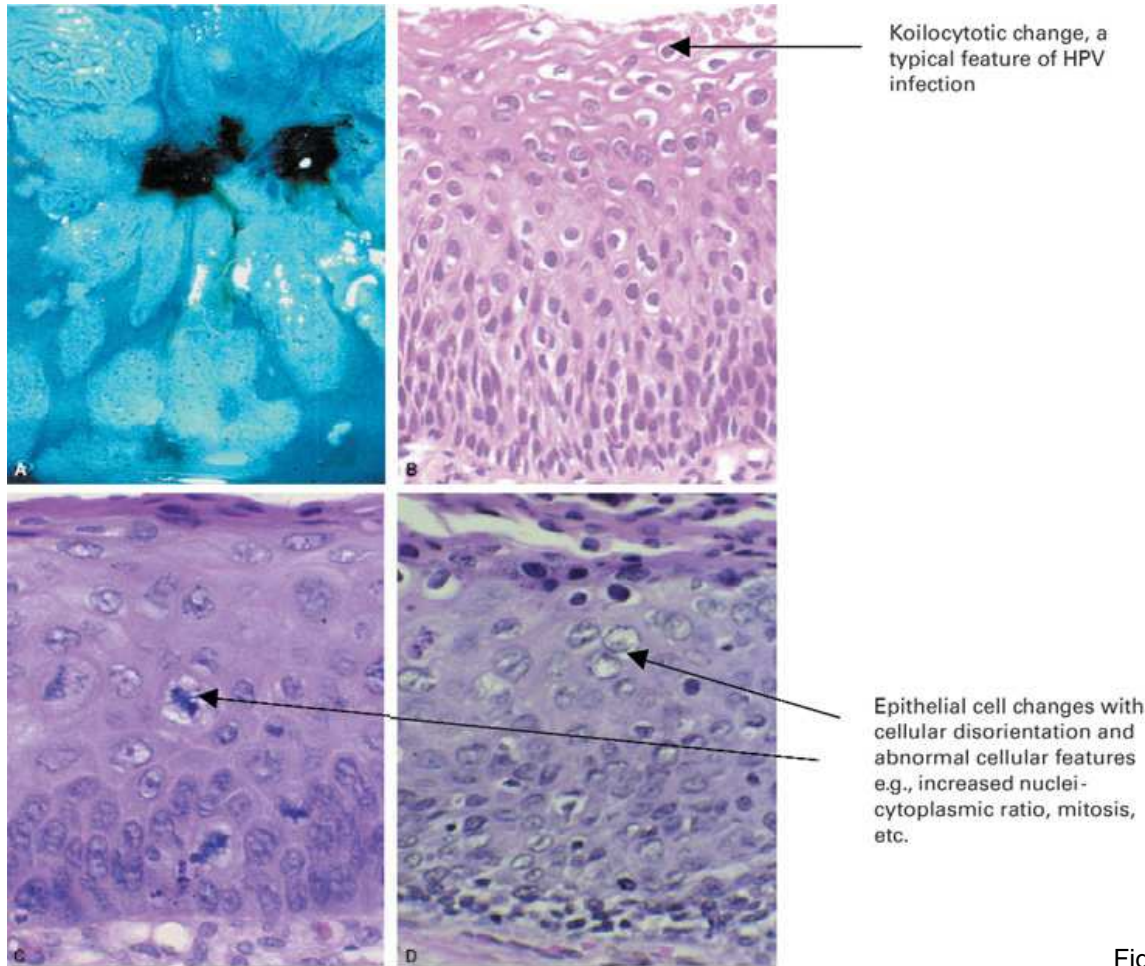 Koilocytotic change, a
typical feature of HPV
infection
A
B
Epithelial cell changes with
cellular disorientation and
abnormal cellular features
e.g., increased nuclei-
cytoplasmic ratio, mitosis,
etc.
C
D
Fig